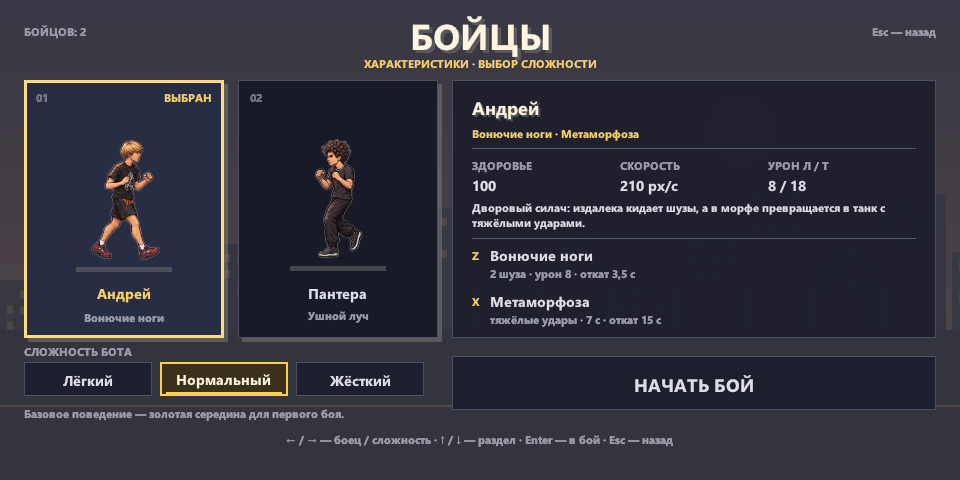 БОЙЦОВ: 2
БОЙЦЫ
Esc — назад
ХАРАКТЕРИСТИКИ · ВЫБОР СЛОЖНОСТИ
01
ВЫБРАН
Андрей
Вонючие ноги
02
Пантера
Ушной луч
Андрей
Вонючие ноги · Метаморфоза
ЗДОРОВЬЕ
СКОРОСТЬ
УРОН Л / Т
100
210 px/с
8 / 18
Дворовый силач: издалека кидает шузы, а в морфе превращается в танк с
тяжёлыми ударами.
Z Вонючие ноги
2 шуза · урон 8 · откат 3,5 с
X Метаморфоза
тяжёлые удары · 7 с · откат 15 с
СЛОЖНОСТЬ БОТА
Лёгкий
Нормальный
Жёсткий
НАЧАТЬ БОЙ
Базовое поведение — золотая середина для первого боя.
← / → — боец / сложность · ↑ / ↓ — раздел · Enter — в бой · Esc — назад